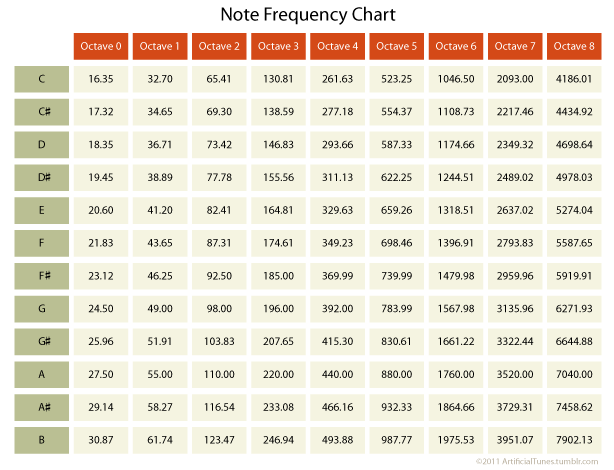 Note Frequency Chart
Octave 0 Octave 1 Octave 2 Octave 3 Octave 4 Octave 5 Octave 6 Octave 7 Octave 8
C 16.35 32.70 65.41 130.81 261.63 523.25 1046.50 2093.00 4186.01
C# 17.32 34.65 69.30 138.59 277.18 554.37 1108.73 2217.46 4434.92
D 18.35 36.71 73.42 146.83 293.66 587.33 1174.66 2349.32 4698.64
D# 19.45 38.89 77.78 155.56 311.13 622.25 1244.51 2489.02 4978.03
E 20.60 41.20 82.41 164.81 329.63 659.26 1318.51 2637.02 5274.04
F 21.83 43.65 87.31 174.61 349.23 698.46 1396.91 2793.83 5587.65
F# 23.12 46.25 92.50 185.00 369.99 739.99 1479.98 2959.96 5919.91
G 24.50 49.00 98.00 196.00 392.00 783.99 1567.98 3135.96 6271.93
G# 25.96 51.91 103.83 207.65 415.30 830.61 1661.22 3322.44 6644.88
A 27.50 55.00 110.00 220.00 440.00 880.00 1760.00 3520.00 7040.00
A# 29.14 58.27 116.54 233.08 466.16 932.33 1864.66 3729.31 7458.62
B 30.87 61.74 123.47 246.94 493.88 987.77 1975.53 3951.07 7902.13
©2011 ArtificialTunes.tumblr.com